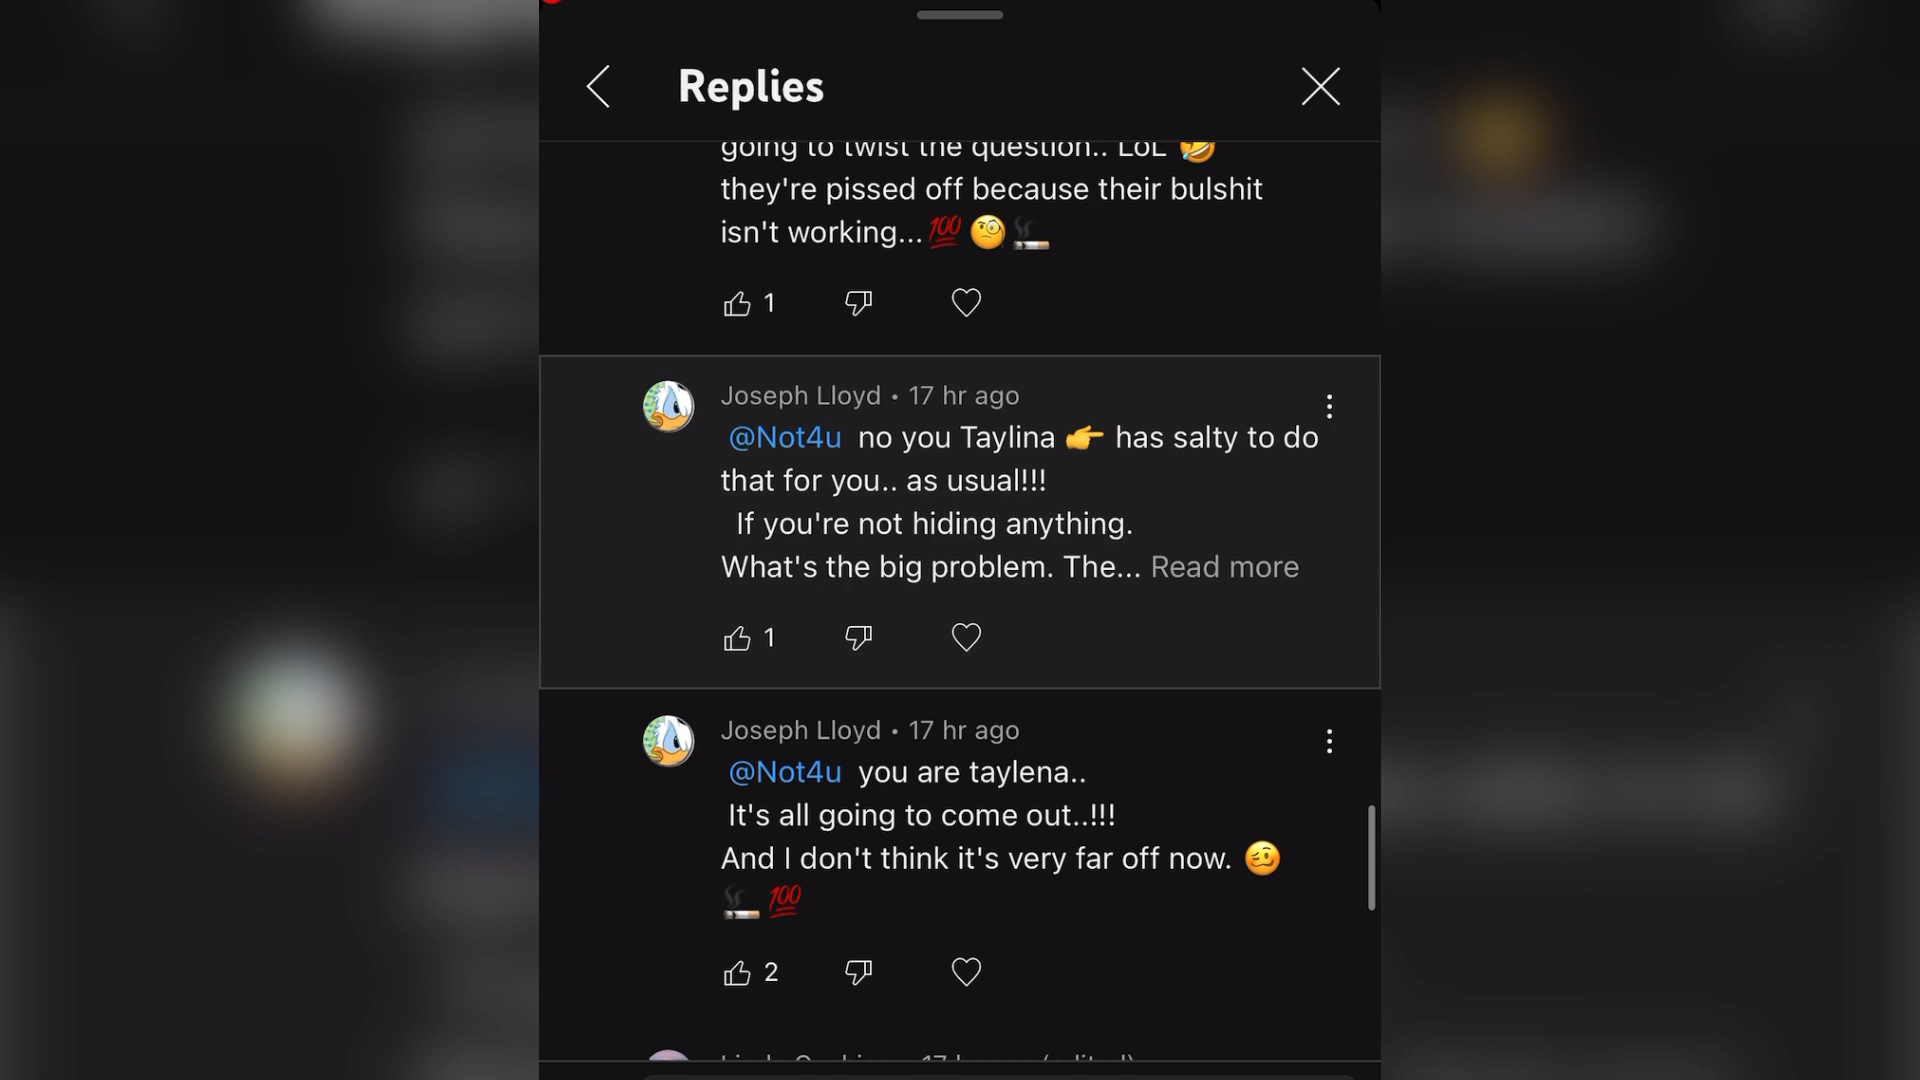 Replies
going to twist the question.. LoL 🤣
they're pissed off because their bulshit
isn't working...💯🧐🚬
1
Joseph Lloyd • 17 hr ago
@Not4u no you Taylina 👉 has salty to do
that for you.. as usual!!!
If you're not hiding anything.
What's the big problem. The... Read more
1
Joseph Lloyd • 17 hr ago
@Not4u you are taylena..
It's all going to come out..!!!
And I don't think it's very far off now. 🥴
🚬💯
2